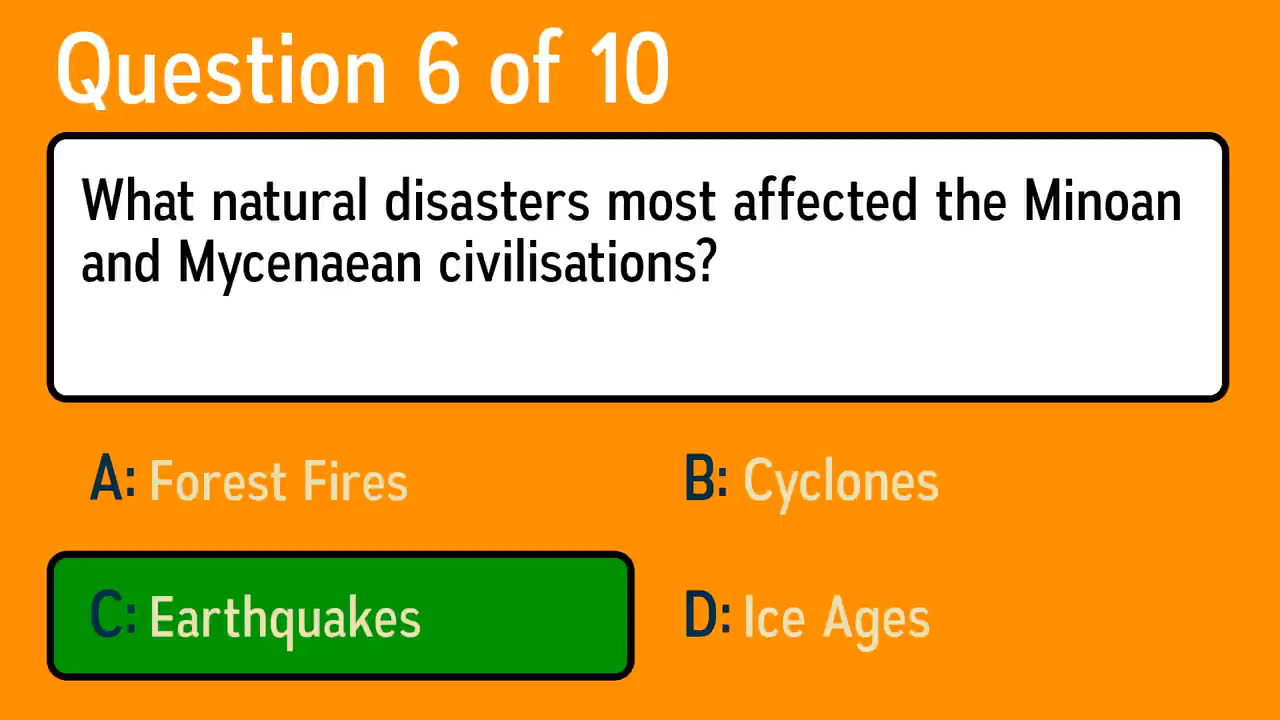 Question 6 of 10
What natural disasters most affected the Minoan
and Mycenaean civilisations?
A: Forest Fires
B: Cyclones
C: Earthquakes
D: Ice Ages